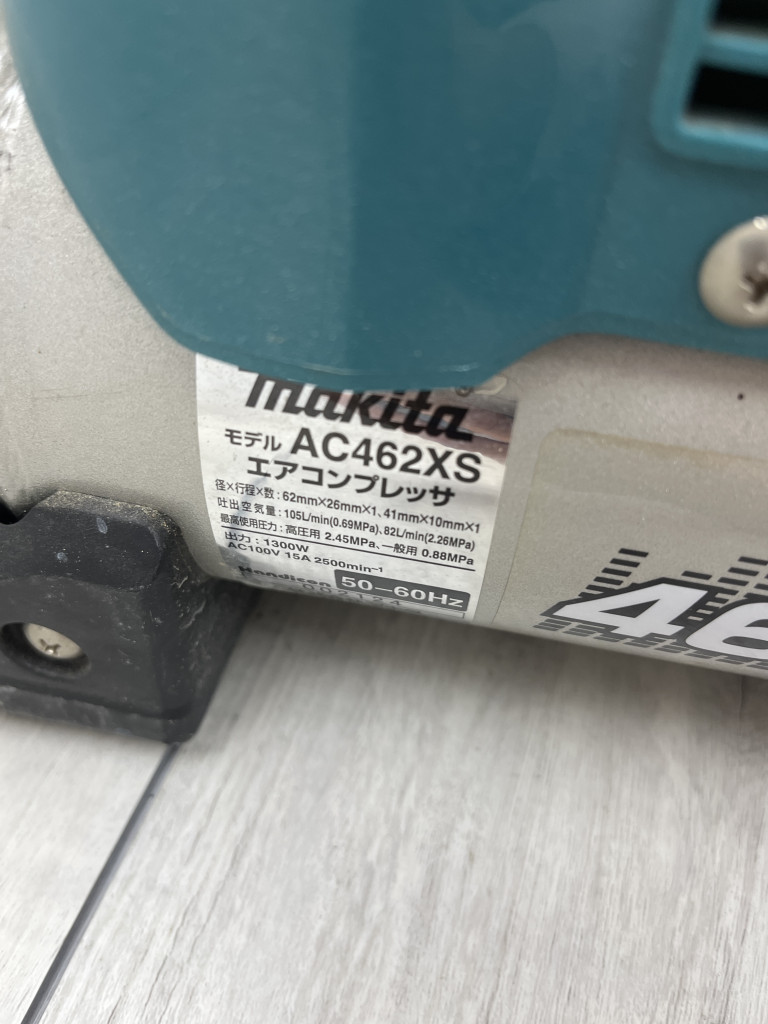 makita
モデル AC462XS
エアコンプレッサ
径×行程×数：62mm×26mm×1、41mm×10mm×1
吐出空気量：105L/min(0.69MPa)､82L/min(2.26MPa)
最高使用圧力：高圧用 2.45MPa、一般用 0.88MPa
出力：1300W
AC100V 15A 2500min⁻¹
50−60Hz
002124
46